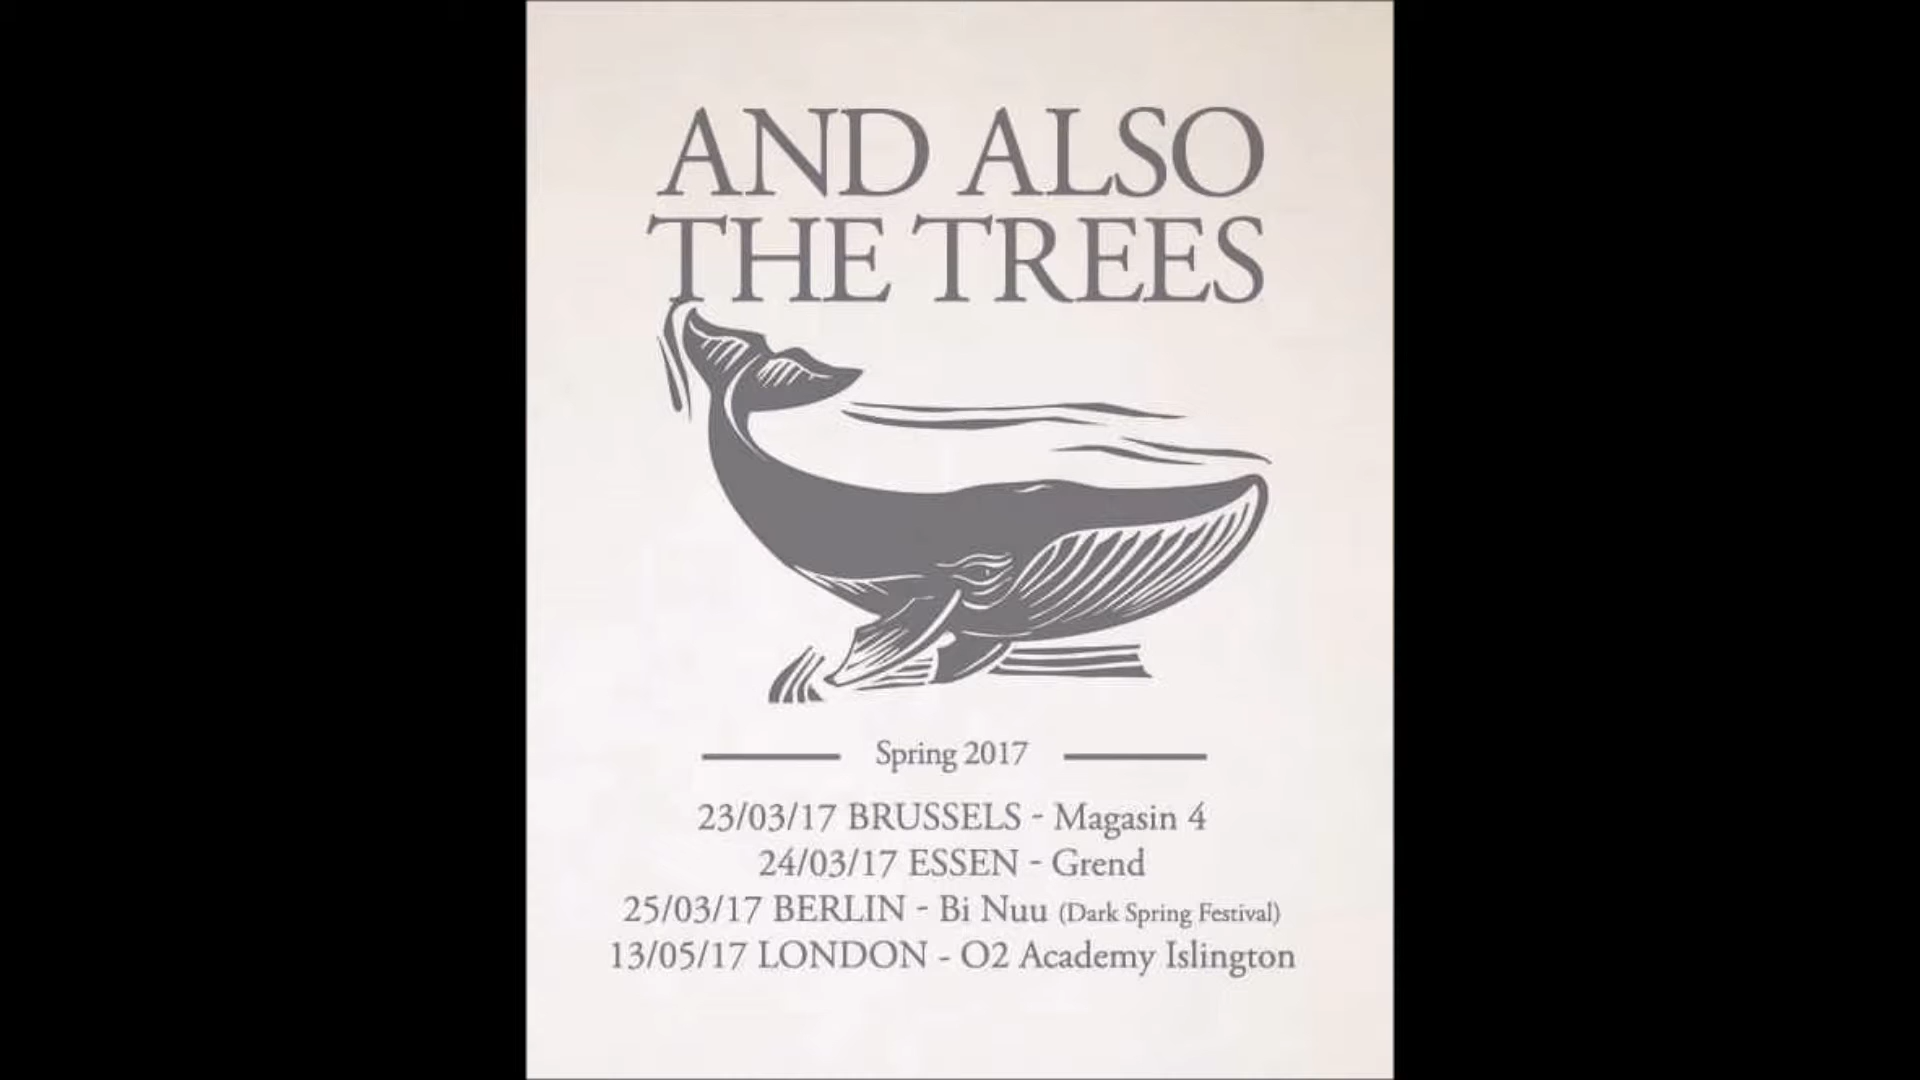 AND ALSO
THE TREES
Spring 2017
23/03/17 BRUSSELS - Magasin 4
24/03/17 ESSEN - Grend
25/03/17 BERLIN - Bi Nuu (Dark Spring Festival)
13/05/17 LONDON - O2 Academy Islington